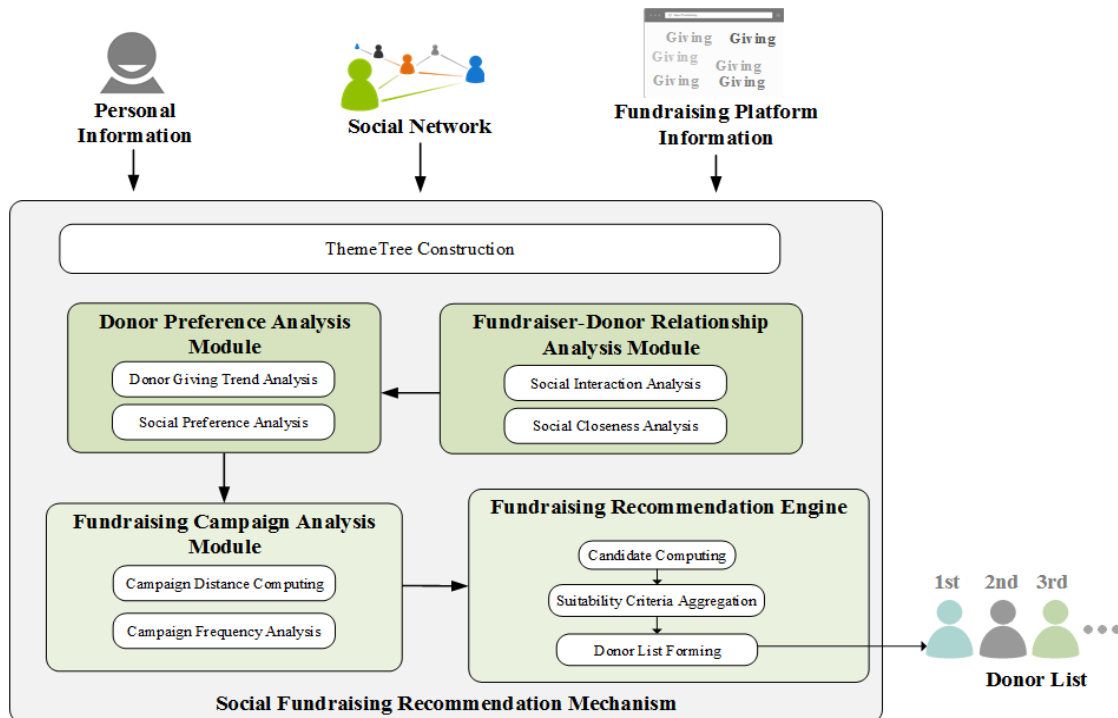 Giving Giving
Giving
Giving
Giving Giving
Personal
Information
Social Network
Fundraising Platform
Information
ThemeTree Construction
Donor Preference Analysis
Module
Donor Giving Trend Analysis
Social Preference Analysis
Fundraiser-Donor Relationship
Analysis Module
Social Interaction Analysis
Social Closeness Analysis
Fundraising Campaign Analysis
Module
Campaign Distance Computing
Campaign Frequency Analysis
Fundraising Recommendation Engine
Candidate Computing
Suitability Criteria Aggregation
Donor List Forming
1st 2nd 3rd
Donor List
Social Fundraising Recommendation Mechanism